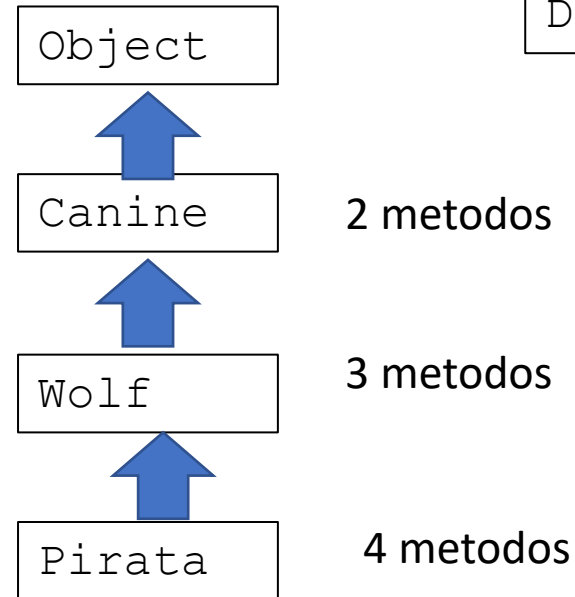 Object
D
Canine
2 metodos
Wolf
3 metodos
Pirata
4 metodos